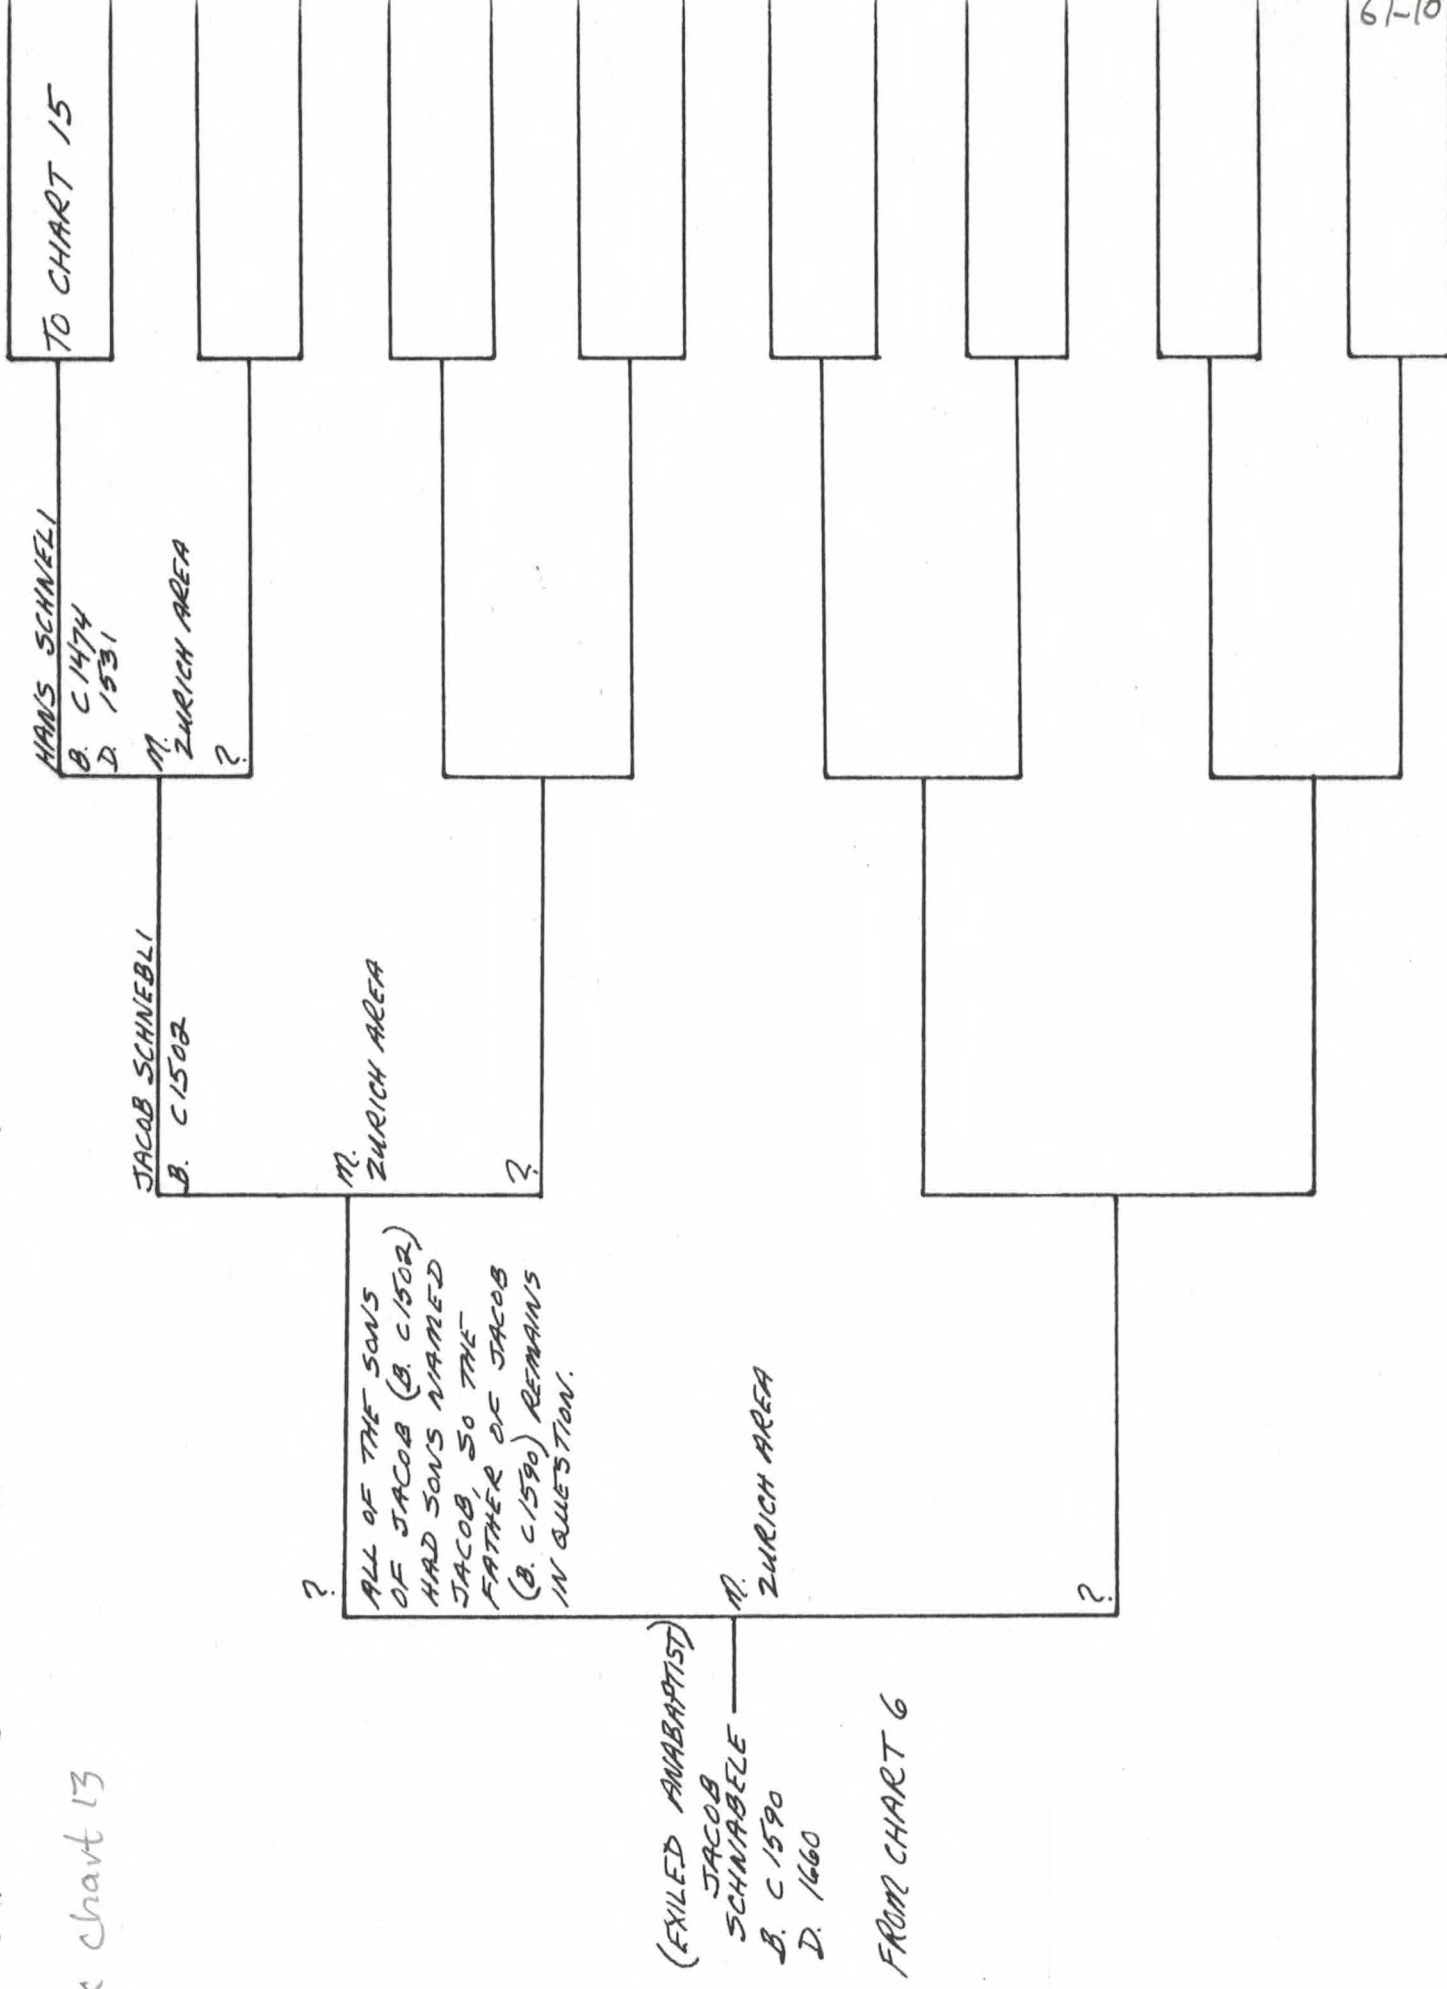 Chart 13
HANS SCHNELI
B. C 1474
D. 1531
M.
ZURICH AREA
?
TO CHART 15
JACOB SCHNEBLI
B. C1502
M.
ZURICH AREA
?
?
ALL OF THE SONS
OF JACOB (B. C1502)
HAD SONS NAMED
JACOB, SO THE
FATHER OF JACOB
(B. C1590) REMAINS
IN QUESTION.
(EXILED ANABAPTIST)
JACOB
SCHNABELE
B. C 1590
D. 1660
M.
ZURICH AREA
?
FROM CHART 6
61-10